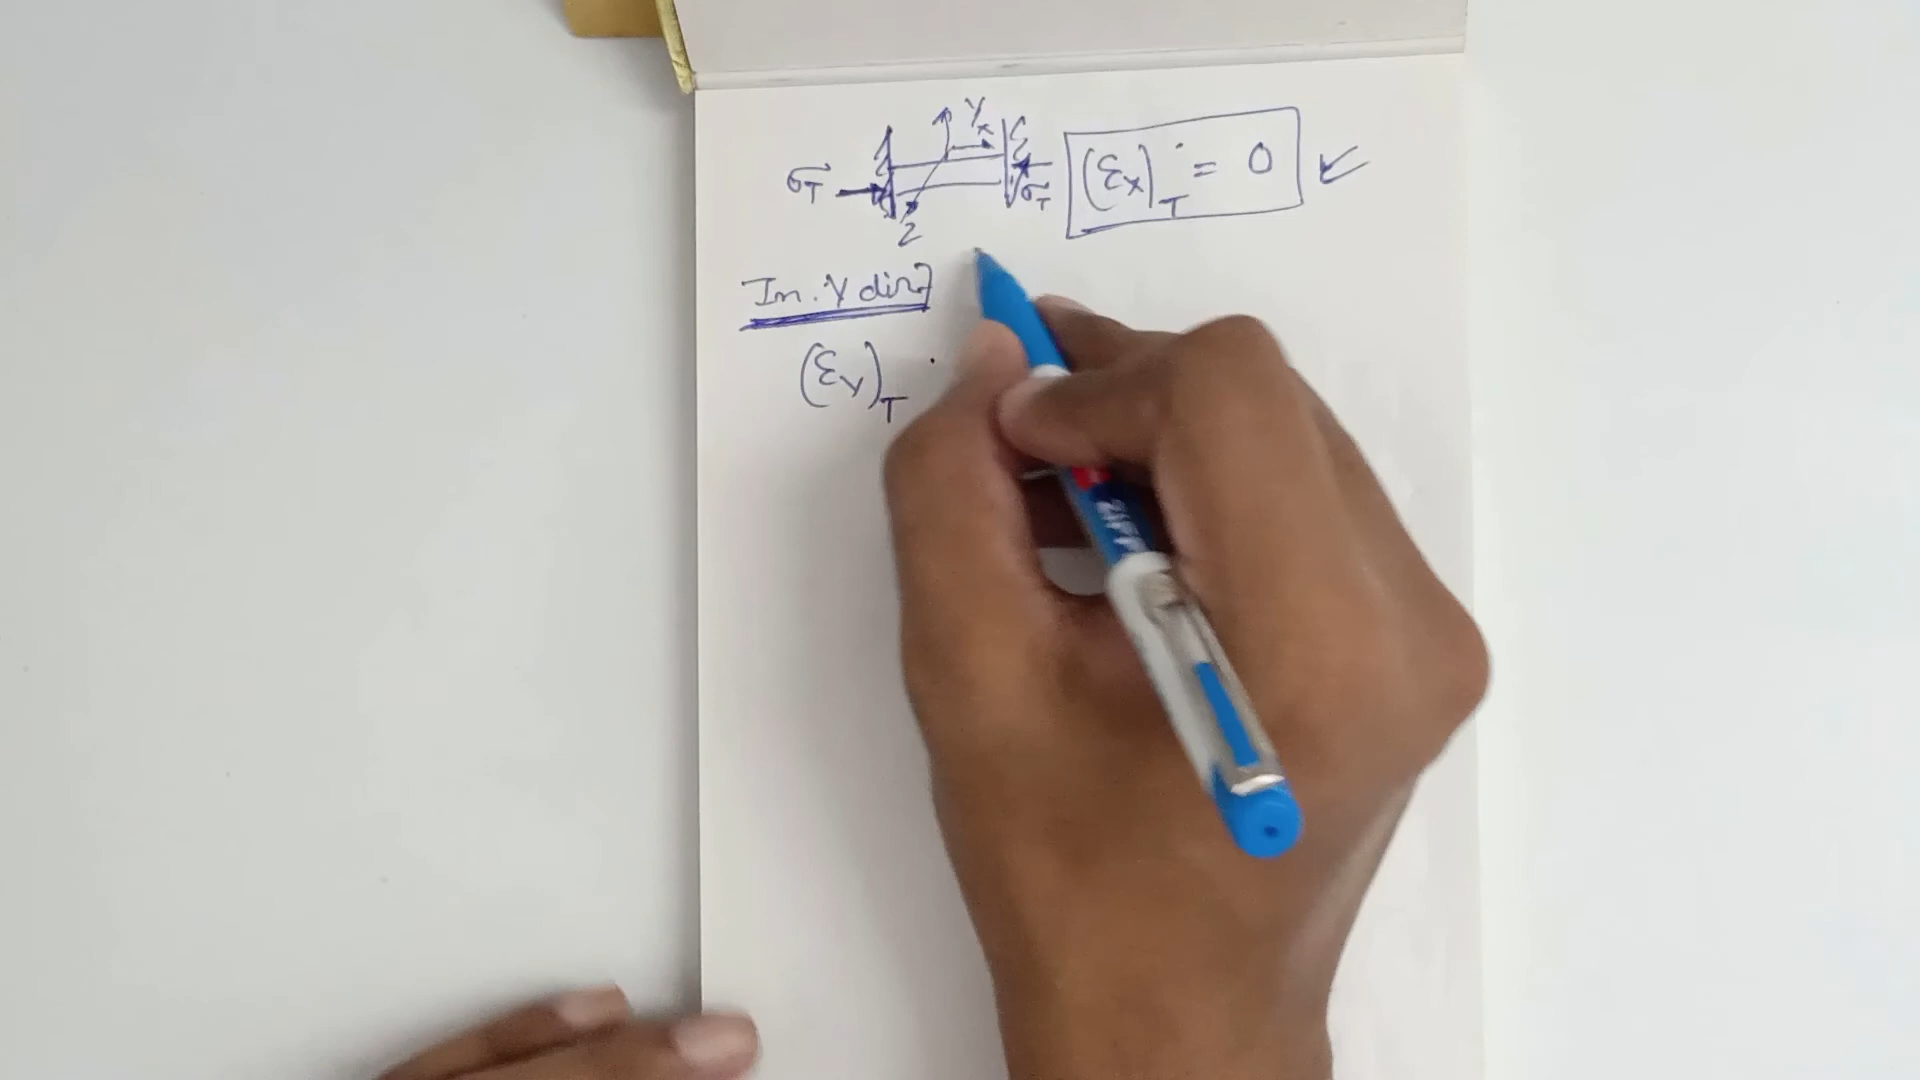 Y
x
σT
σT
Z
(εx)T = 0
In. Y dirⁿ
(εy)T